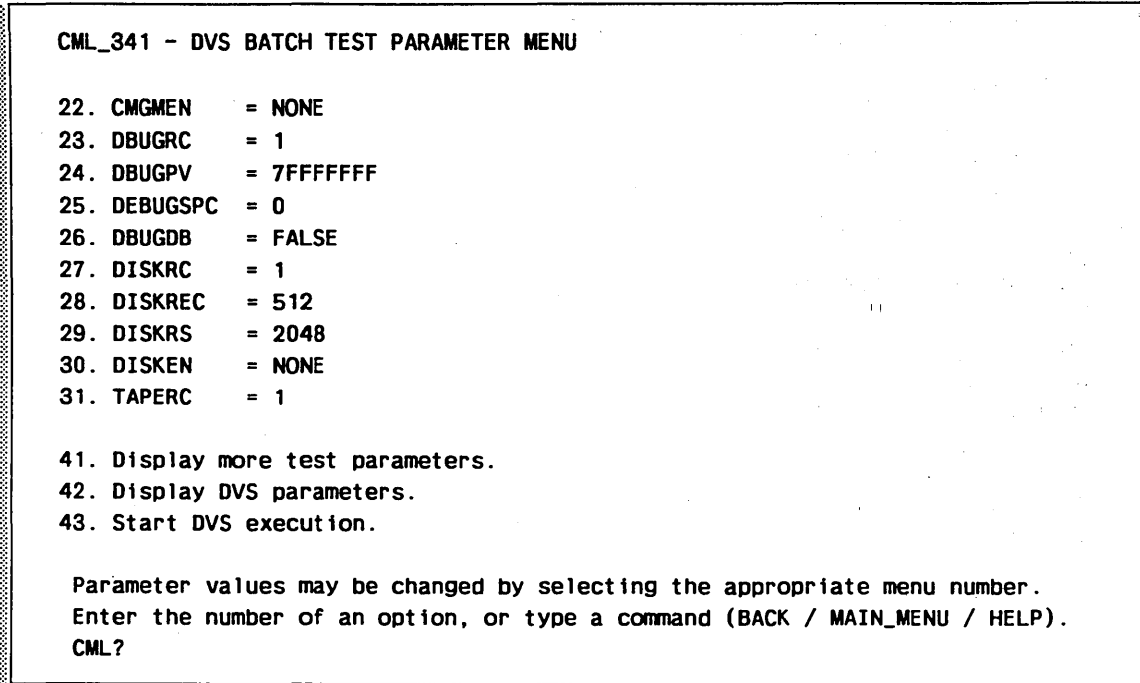 CML_341 - DVS BATCH TEST PARAMETER MENU
22. CMGMEN = NONE
23. DBUGRC = 1
24. DBUGPV = 7FFFFFFF
25. DEBUGSPC = 0
26. DBUGDB = FALSE
27. DISKRC = 1
28. DISKREC = 512
29. DISKRS = 2048
30. DISKEN = NONE
31. TAPERC = 1
41. Display more test parameters.
42. Display DVS parameters.
43. Start DVS execution.
Parameter values may be changed by selecting the appropriate menu number.
Enter the number of an option, or type a command (BACK / MAIN_MENU / HELP).
CML?